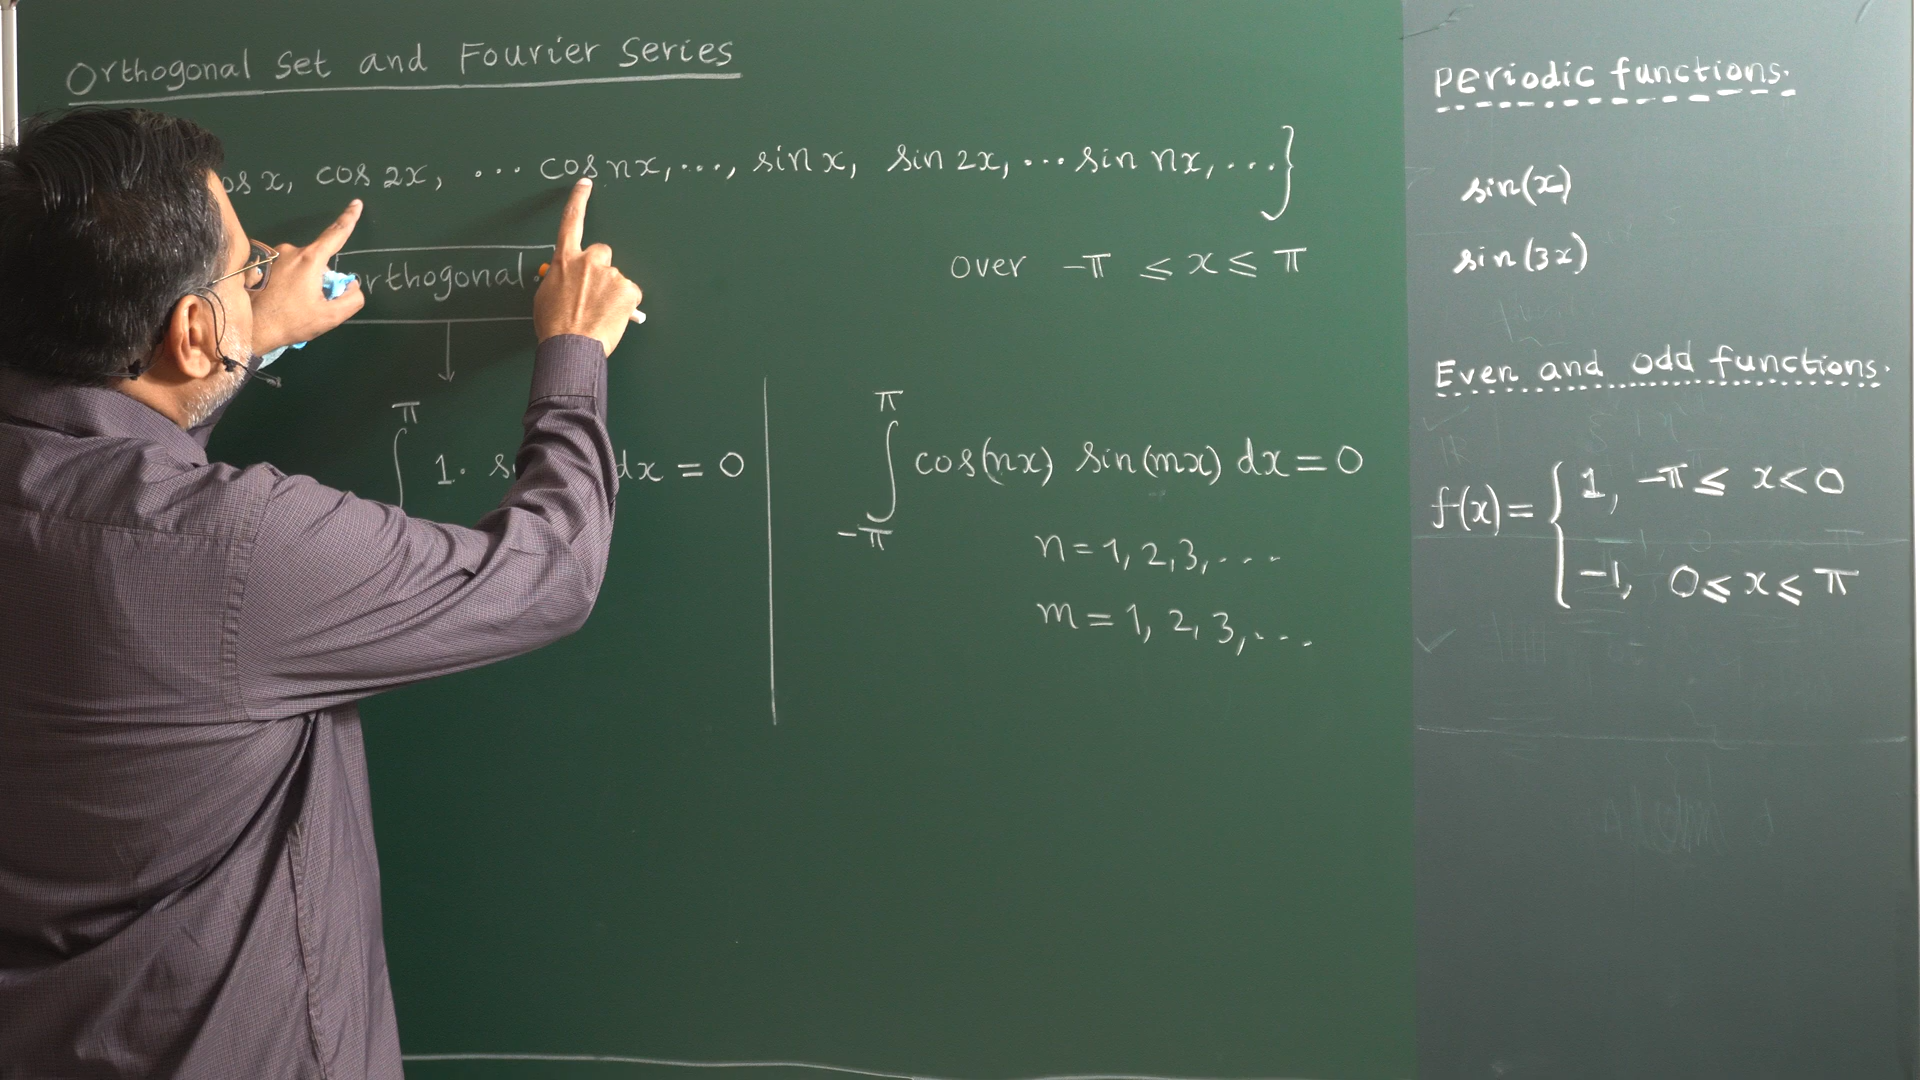 Orthogonal Set and Fourier Series
x, cos 2x, ... cos nx, ..., sin x, sin 2x, ... sin nx, ...}
over -π ≤ x ≤ π
orthogonal.
π
∫ 1. dx = 0
π
∫ cos(nx) sin(mx) dx = 0
-π
n = 1, 2, 3, ...
m = 1, 2, 3, ...
Periodic functions.
sin(x)
sin(3x)
Even and odd functions.
f(x) = { 1, -π ≤ x < 0
-1, 0 ≤ x ≤ π